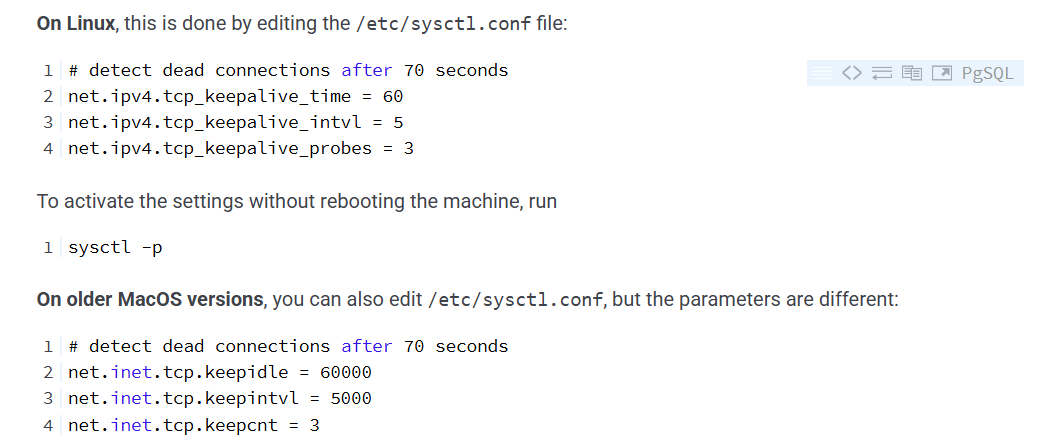 On Linux, this is done by editing the /etc/sysctl.conf file:
1 # detect dead connections after 70 seconds
PgSQL
2 net.ipv4.tcp_keepalive_time = 60
3 net.ipv4.tcp_keepalive_intvl = 5
4 net.ipv4.tcp_keepalive_probes = 3
To activate the settings without rebooting the machine, run
1 sysctl -p
On older MacOS versions, you can also edit /etc/sysctl.conf, but the parameters are different:
1 # detect dead connections after 70 seconds
2 net.inet.tcp.keepidle = 60000
3 net.inet.tcp.keepintvl = 5000
4 net.inet.tcp.keepcnt = 3